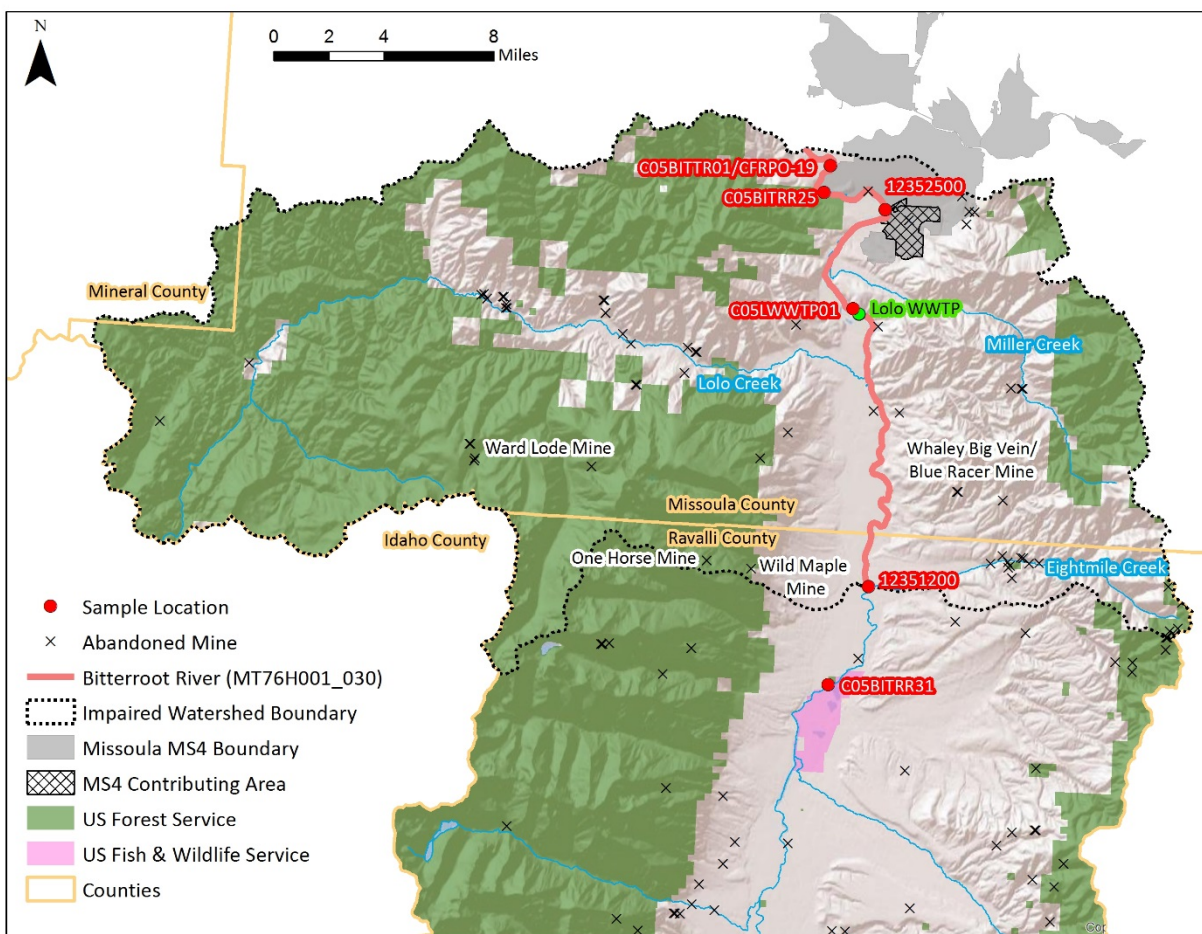 N
0 2 4 8
Miles
C05BITTR01/CFRPO-19
12352500
C05BITRR25
Mineral County
C05LWWTP01
Lolo WWTP
Miller Creek
Lolo Creek
Ward Lode Mine
Whaley Big Vein/
Blue Racer Mine
Missoula County
Idaho County
Ravalli County
One Horse Mine
Wild Maple
Mine
Eightmile Creek
12351200
C05BITRR31
Sample Location
Abandoned Mine
Bitterroot River (MT76H001_030)
Impaired Watershed Boundary
Missoula MS4 Boundary
MS4 Contributing Area
US Forest Service
US Fish & Wildlife Service
Counties